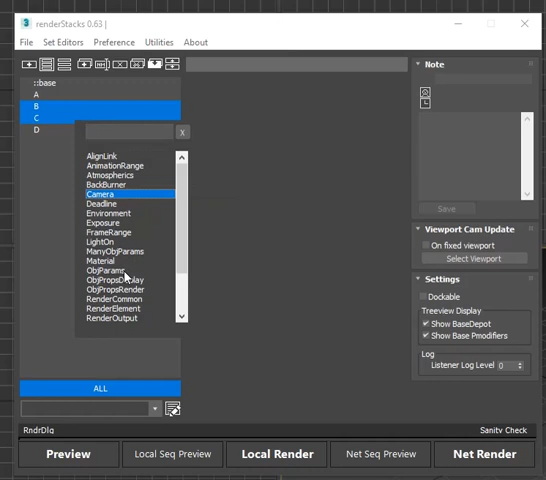 renderStacks 0.63 |
File Set Editors Preference Utilities About
::base
A
B
C
D
X
AlignLink
AnimationRange
Atmospherics
BackBurner
Camera
Deadline
Environment
Exposure
FrameRange
LightOn
ManyObjParams
Material
ObjParams
ObjPropsDisplay
ObjPropsRender
RenderCommon
RenderElement
RenderOutput
ALL
Note
Save
Viewport Cam Update
On fixed viewport
Select Viewport
Settings
Dockable
Treeview Display
Show BaseDepot
Show Base Pmodifiers
Log
Listener Log Level 0
RndrDlg Sanity Check
Preview Local Seq Preview Local Render Net Seq Preview Net Render